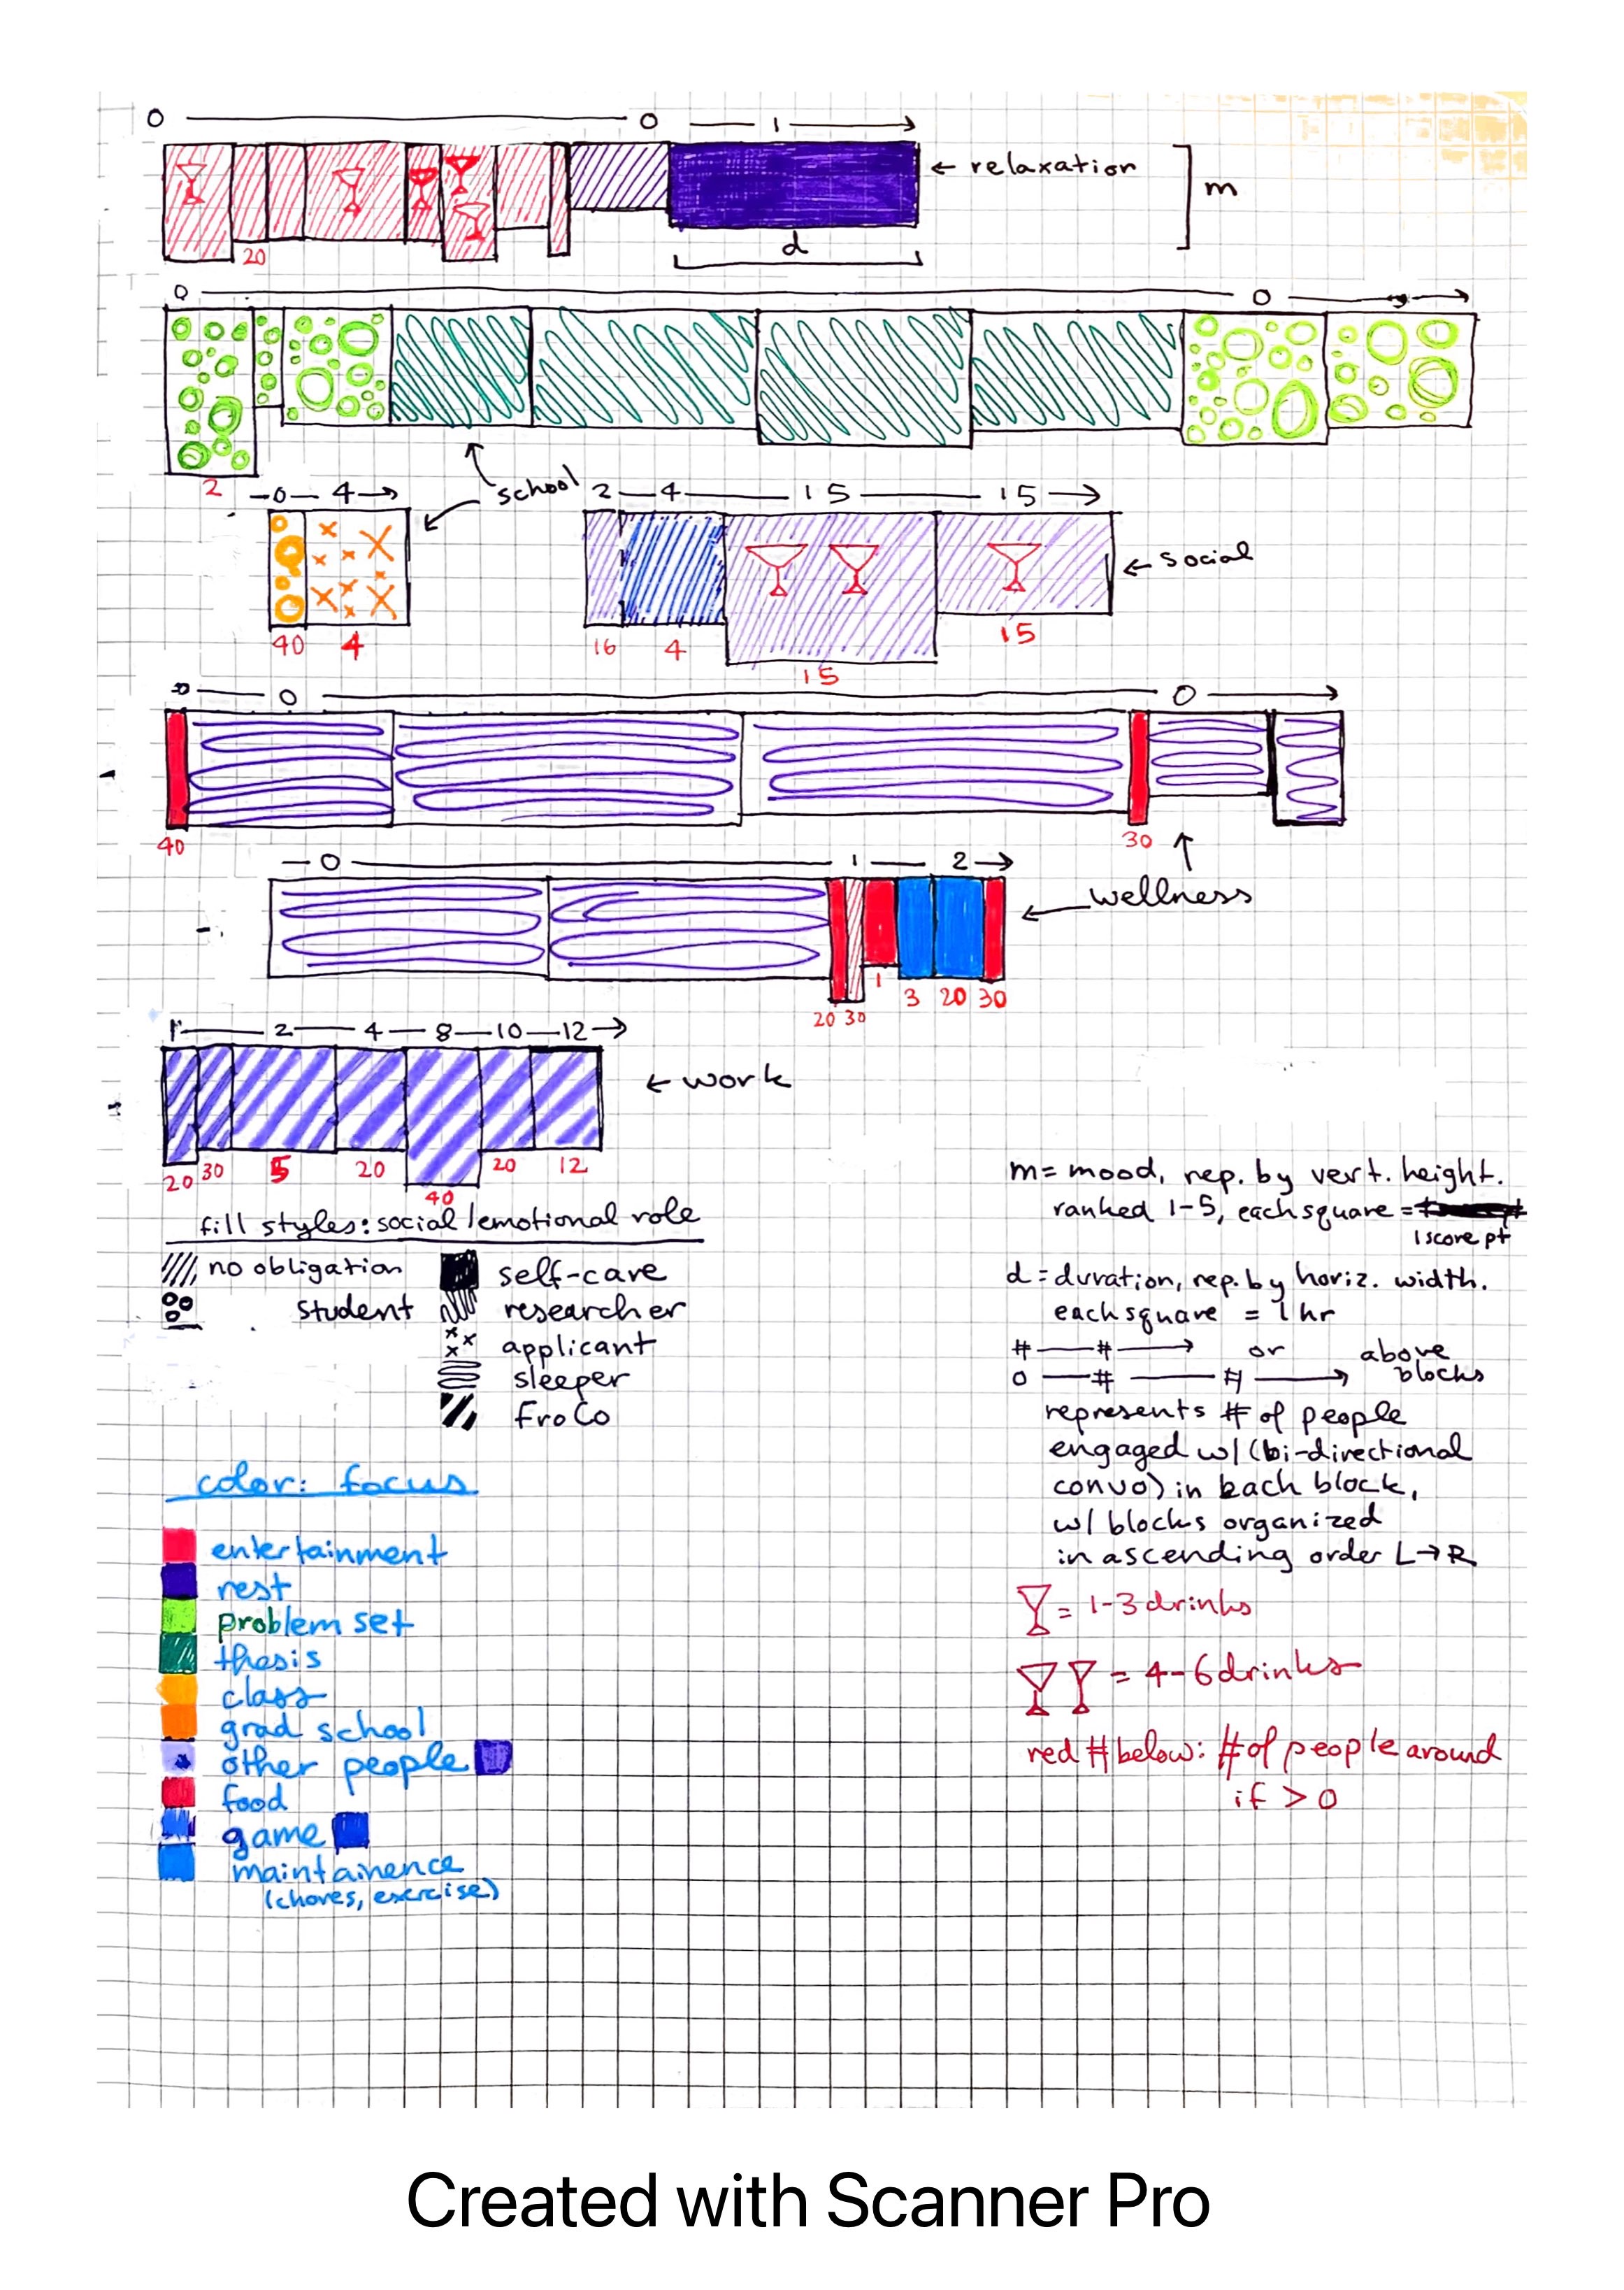 0 0 1
← relaxation
m
20
d
0 0
2
← school
0 4
2 4 15 15
← social
40 4
16 4 15 15
0 0
40 30
0 1 2
← wellness
20 30 1 3 20 30
1 2 4 8 10 12
← work
20 30 5 20 40 20 12
fill styles: social/emotional role
no obligation
student
self-care
researcher
applicant
sleeper
FroCo
color: focus
entertainment
rest
problem set
thesis
class
grad school
other people
food
game
maintainence
(chores, exercise)
m = mood, rep. by vert. height.
ranked 1-5, each square =
1 score pt
d = duration, rep. by horiz. width.
each square = 1 hr
# — # → or above
0 — # — # → blocks
represents # of people
engaged w/ (bi-directional
convo) in each block,
w/ blocks organized
in ascending order L→R
= 1-3 drinks
= 4-6 drinks
red # below: # of people around
if > 0
Created with Scanner Pro